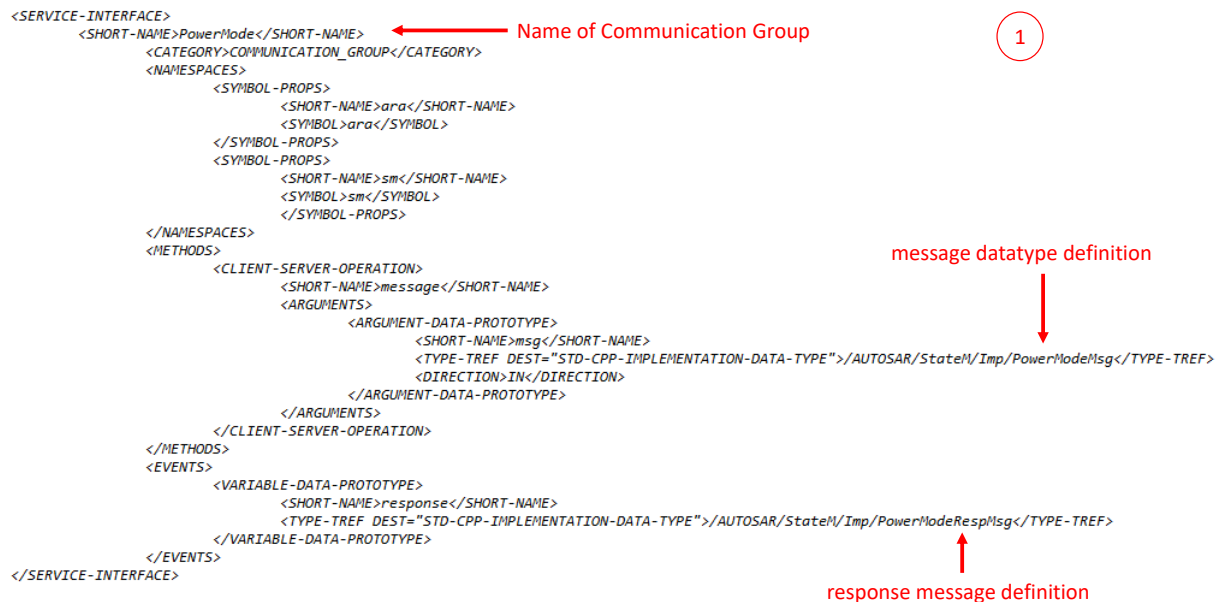 <SERVICE-INTERFACE>
<SHORT-NAME>PowerMode</SHORT-NAME> Name of Communication Group 1
<CATEGORY>COMMUNICATION_GROUP</CATEGORY>
<NAMESPACES>
<SYMBOL-PROPS>
<SHORT-NAME>ara</SHORT-NAME>
<SYMBOL>ara</SYMBOL>
</SYMBOL-PROPS>
<SYMBOL-PROPS>
<SHORT-NAME>sm</SHORT-NAME>
<SYMBOL>sm</SYMBOL>
</SYMBOL-PROPS>
</NAMESPACES>
<METHODS>
message datatype definition
<CLIENT-SERVER-OPERATION>
<SHORT-NAME>message</SHORT-NAME>
<ARGUMENTS>
<ARGUMENT-DATA-PROTOTYPE>
<SHORT-NAME>msg</SHORT-NAME>
<TYPE-TREF DEST="STD-CPP-IMPLEMENTATION-DATA-TYPE">/AUTOSAR/StateM/Imp/PowerModeMsg</TYPE-TREF>
<DIRECTION>IN</DIRECTION>
</ARGUMENT-DATA-PROTOTYPE>
</ARGUMENTS>
</CLIENT-SERVER-OPERATION>
</METHODS>
<EVENTS>
<VARIABLE-DATA-PROTOTYPE>
<SHORT-NAME>response</SHORT-NAME>
<TYPE-TREF DEST="STD-CPP-IMPLEMENTATION-DATA-TYPE">/AUTOSAR/StateM/Imp/PowerModeRespMsg</TYPE-TREF>
</VARIABLE-DATA-PROTOTYPE>
</EVENTS>
</SERVICE-INTERFACE>
response message definition